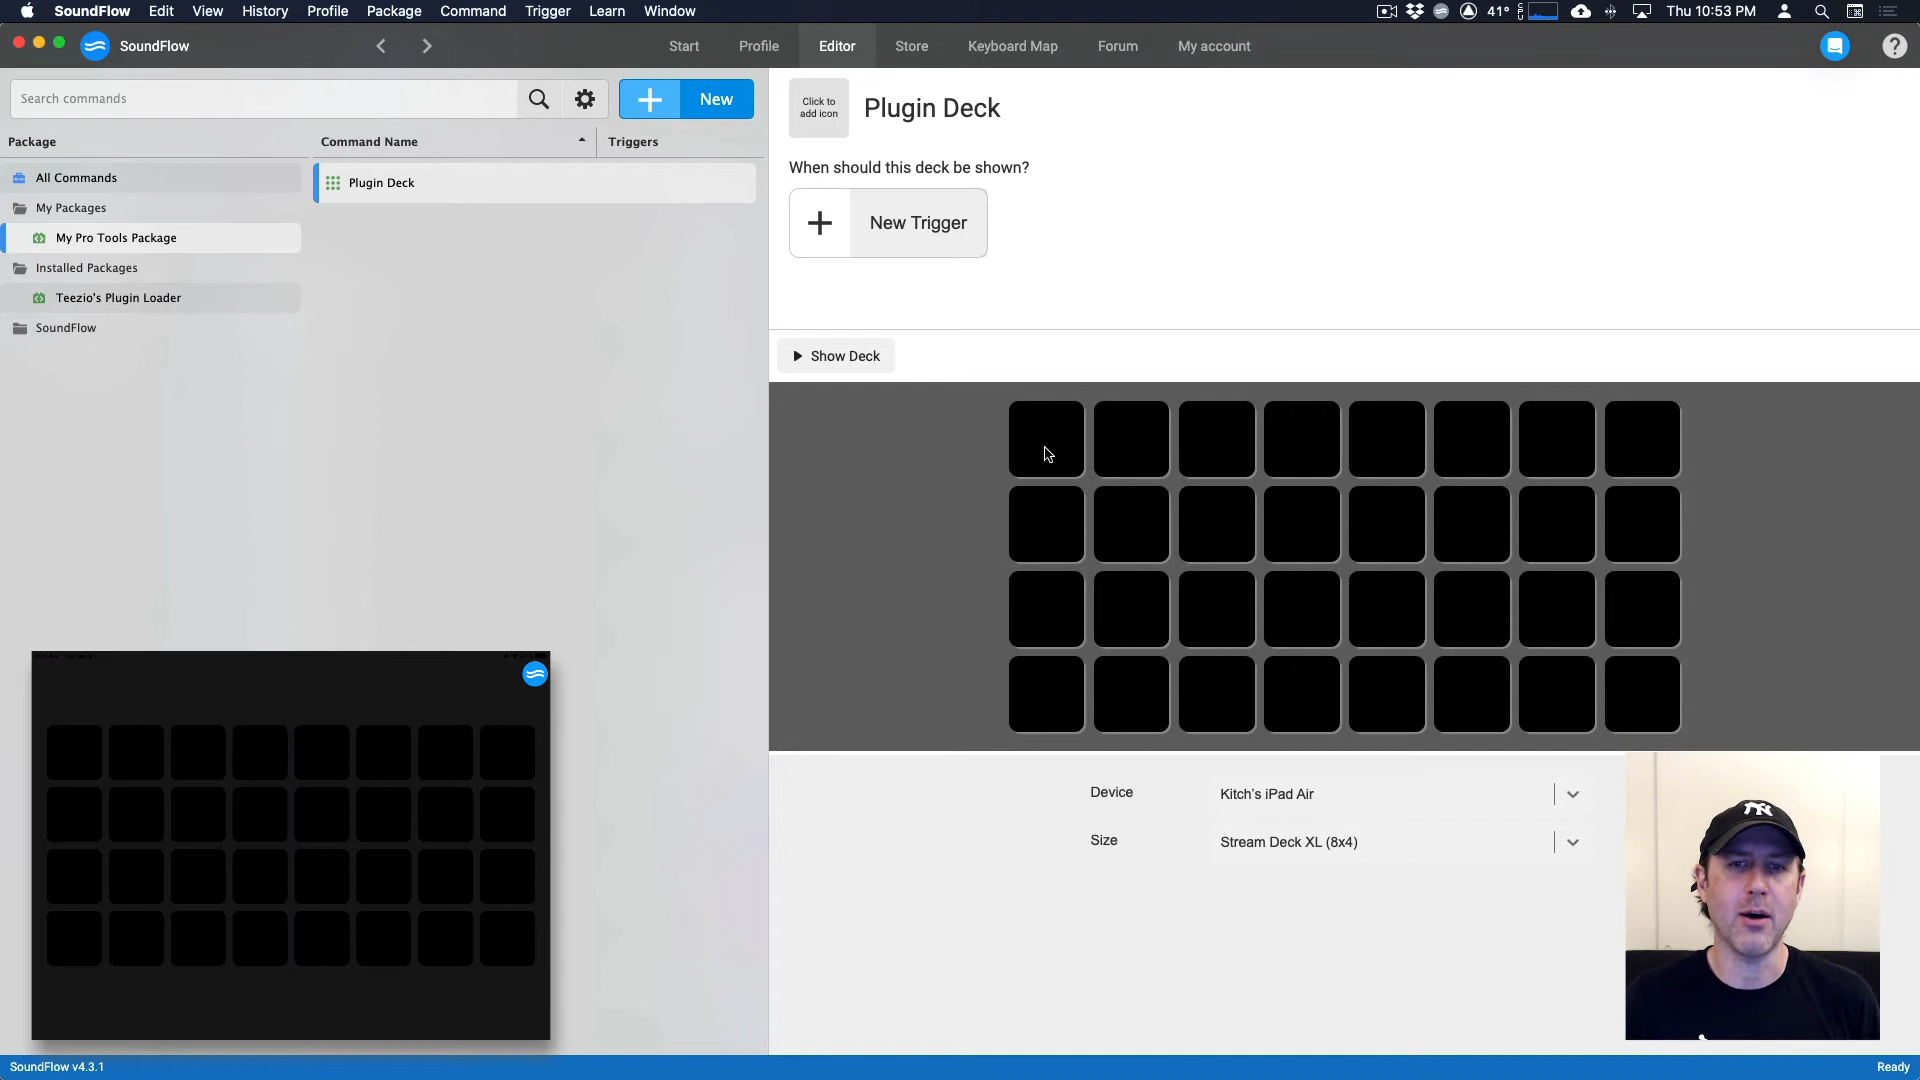 SoundFlow Edit View History Profile Package Command Trigger Learn Window 41° Thu 10:53 PM
SoundFlow
Start Profile Editor Store Keyboard Map Forum My account
Search commands
New
Package Command Name Triggers
All Commands
My Packages
My Pro Tools Package
Installed Packages
Teezio's Plugin Loader
SoundFlow
Plugin Deck
Click to
add icon
Plugin Deck
When should this deck be shown?
New Trigger
Show Deck
Device Kitch's iPad Air
Size Stream Deck XL (8x4)
SoundFlow v4.3.1
Ready